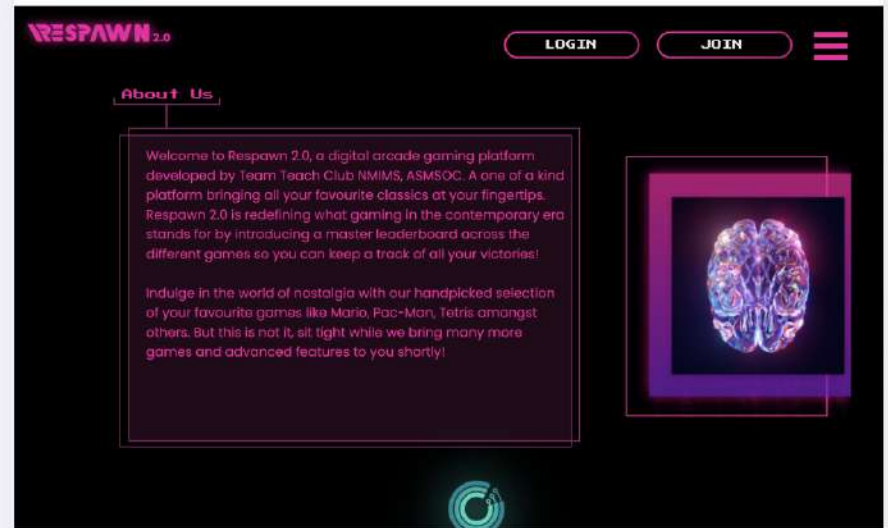 RESPAWN 2.0
LOGIN
JOIN
About Us
Welcome to Respawn 2.0, a digital arcade gaming platform
developed by Team Teach Club NMIMS, ASMSOC. A one of a kind
platform bringing all your favourite classics at your fingertips.
Respawn 2.0 is redefining what gaming in the contemporary era
stands for by introducing a master leaderboard across the
different games so you can keep a track of all your victories!
Indulge in the world of nostalgia with our handpicked selection
of your favourite games like Mario, Pac-Man, Tetris amangst
others. But this is not it, sit tight while we bring many more
games and advanced features to you shortly!